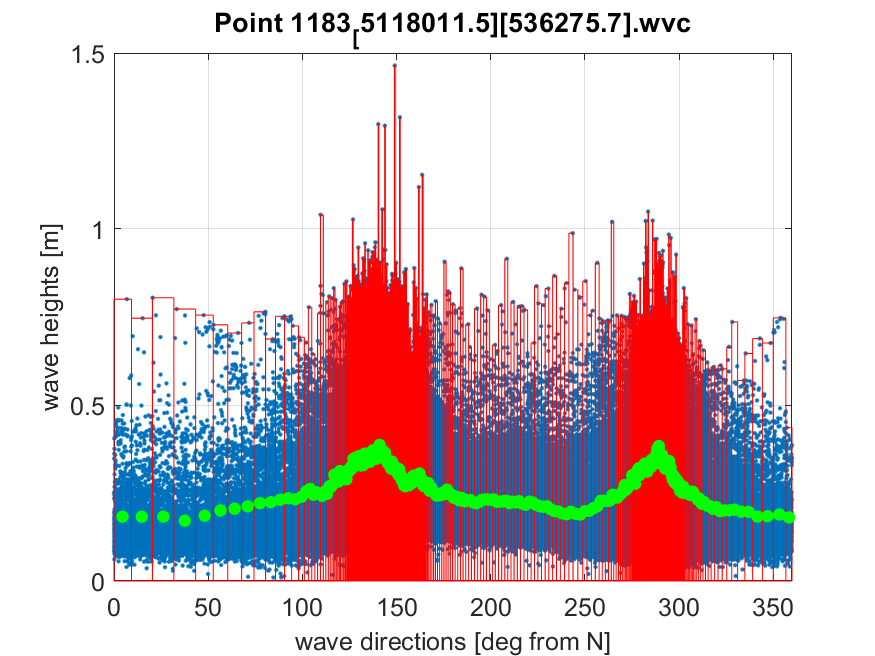 Point 1183[5118011.5][536275.7].wvc
1.5
1
0.5
0
0 50 100 150 200 250 300 350
wave heights [m]
wave directions [deg from N]